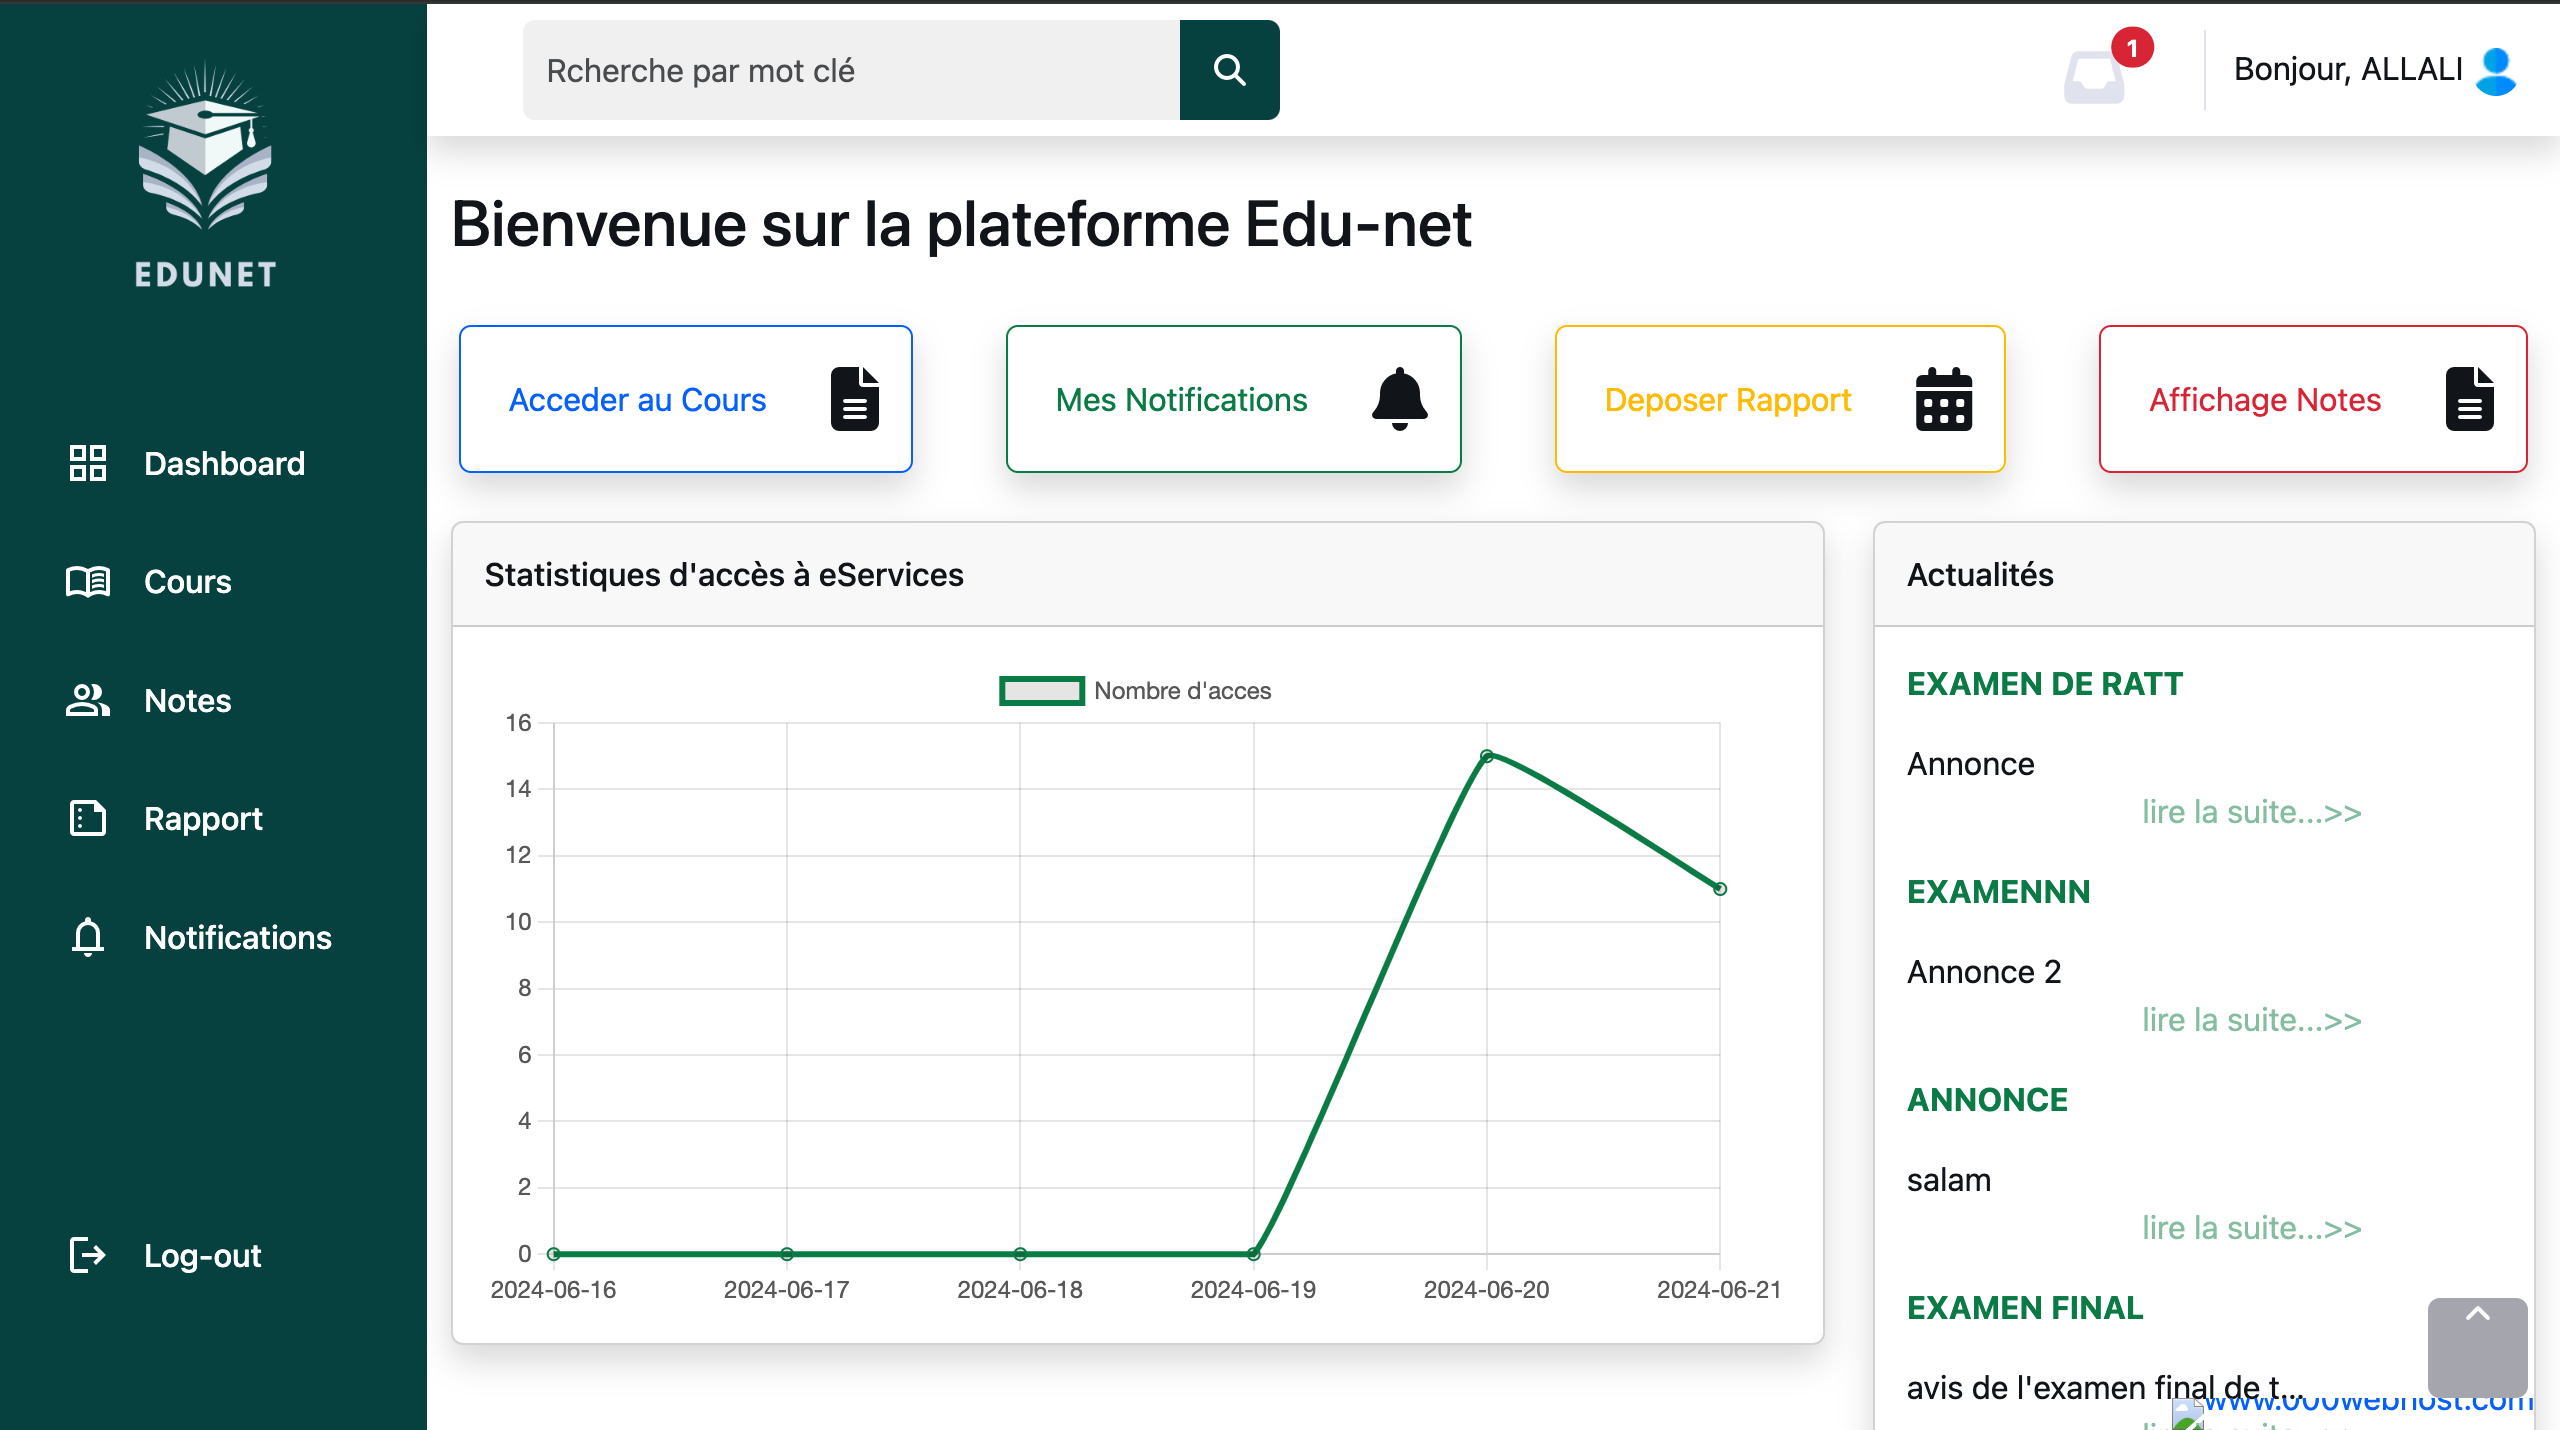 EDUNET
Dashboard
Cours
Notes
Rapport
Notifications
Log-out
Rcherche par mot clé
1
Bonjour, ALLALI
Bienvenue sur la plateforme Edu-net
Acceder au Cours
Mes Notifications
Deposer Rapport
Affichage Notes
Statistiques d'accès à eServices
Nombre d'acces
16
14
12
10
8
6
4
2
0
2024-06-16 2024-06-17 2024-06-18 2024-06-19 2024-06-20 2024-06-21
Actualités
EXAMEN DE RATT
Annonce
lire la suite...>>
EXAMENNN
Annonce 2
lire la suite...>>
ANNONCE
salam
lire la suite...>>
EXAMEN FINAL
avis de l'examen final de t...
www.000webhost.com